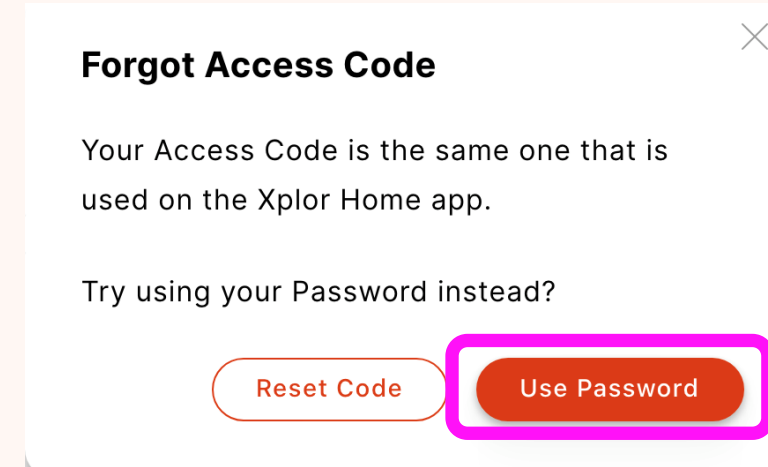 Forgot Access Code
Your Access Code is the same one that is
used on the Xplor Home app.
Try using your Password instead?
Reset Code
Use Password